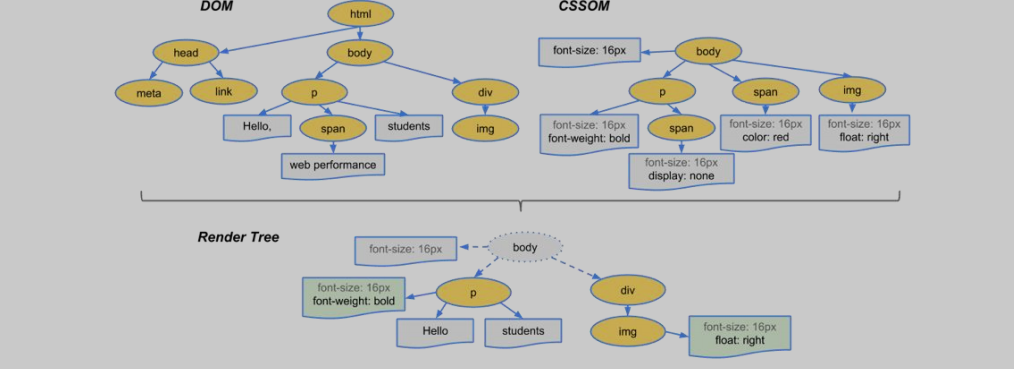 DOM
CSSOM
html
head
body
font-size: 16px
body
meta
link
p
div
p
span
img
Hello,
span
students
img
font-size: 16px
font-weight: bold
span
font-size: 16px
color: red
font-size: 16px
float: right
web performance
font-size: 16px
display: none
Render Tree
font-size: 16px
body
font-size: 16px
font-weight: bold
p
div
Hello
students
img
font-size: 16px
float: right